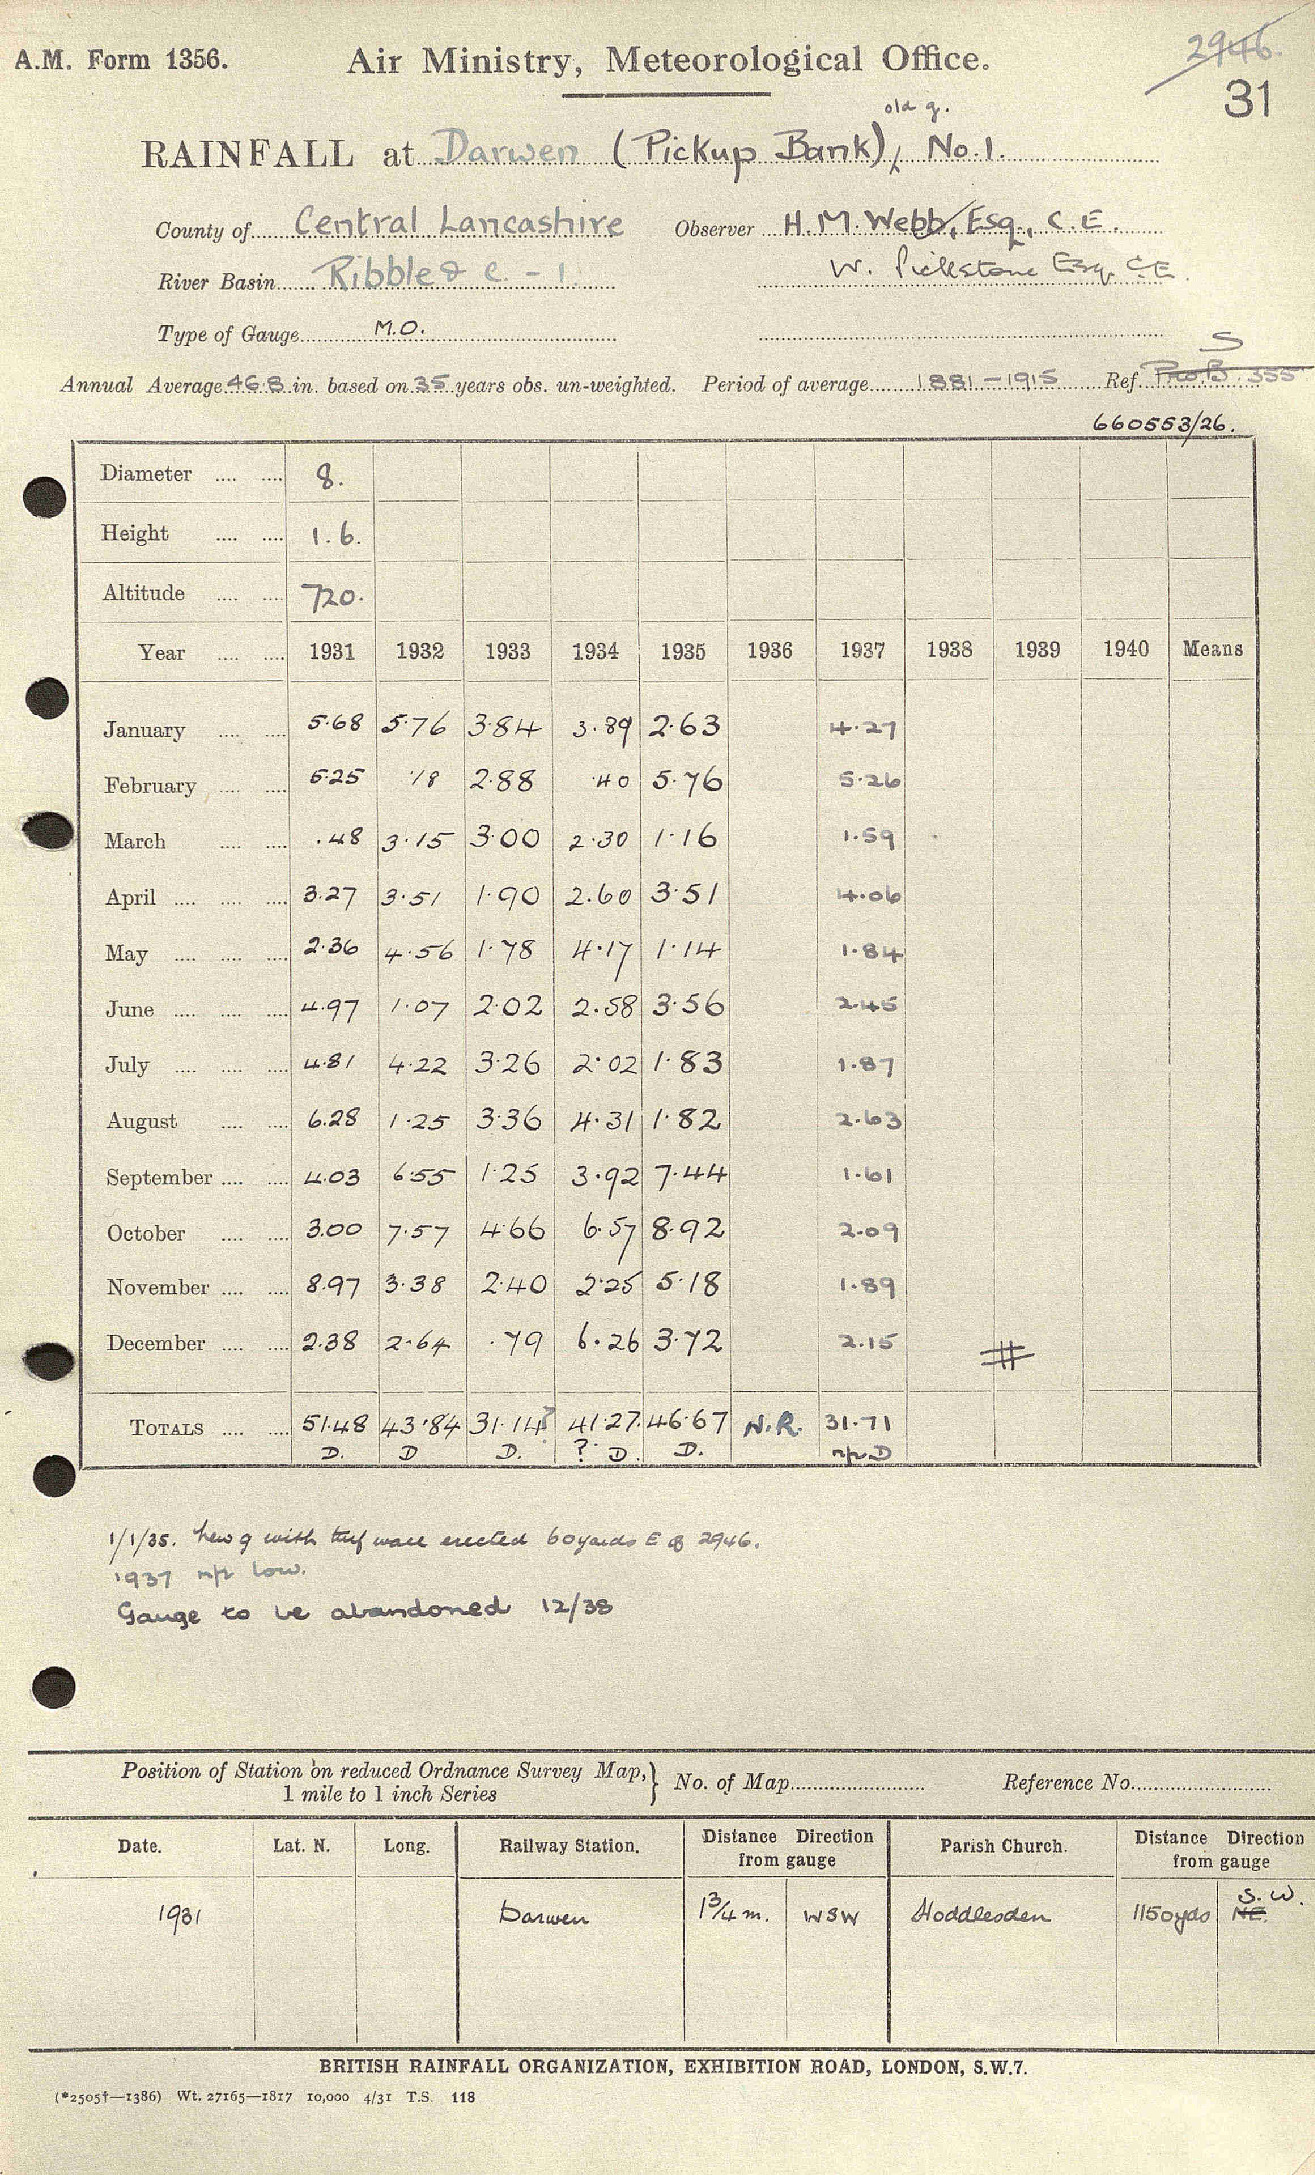 2946.
A.M. Form 1356. Air Ministry, Meteorological Office.
31
old g.
RAINFALL at Darwen (Pickup Bank), No.1.
County of Central Lancashire Observer H.M. Webb, Esq., C.E.
River Basin Ribble & c. - 1 W. Pickstone Esq. C.E.
Type of Gauge M.O.
S
Annual Average 46.8 in. based on 35 years obs. un-weighted. Period of average 1881-1915 Ref. 355
660553/26.
Diameter 8.
Height 1.6.
Altitude 720.
Year 1931 1932 1933 1934 1935 1936 1937 1938 1939 1940 Means
January 5.68 5.76 3.84 3.89 2.63 4.27
February 5.25 .18 2.88 .40 5.76 5.26
March .48 3.15 3.00 2.30 1.16 1.59
April 3.27 3.51 1.90 2.60 3.51 4.06
May 2.36 4.56 1.78 4.17 1.14 1.84
June 4.97 1.07 2.02 2.58 3.56 2.45
July 4.81 4.22 3.26 2.02 1.83 1.87
August 6.28 1.25 3.36 4.31 1.82 2.63
September 4.03 6.55 1.25 3.92 7.44 1.61
October 3.00 7.57 4.66 6.57 8.92 2.09
November 8.97 3.38 2.40 2.25 5.18 1.89
December 2.38 2.64 .79 6.26 3.72 2.15
TOTALS 51.48 43.84 31.14? 41.27 46.67 N.R. 31.71
D. D D. ? D. D. n/r D
1/1/35. New g with turf wall erected 60 yards E of 2946.
1937 n/r low.
Gauge to be abandoned 12/38
Position of Station on reduced Ordnance Survey Map, } No. of Map Reference No.
1 mile to 1 inch Series
Date. Lat. N. Long. Railway Station. Distance Direction from gauge Parish Church. Distance Direction from gauge
S.W.
1931 Darwen 1¾ m. WSW Hoddlesden 1150 yds NE.
BRITISH RAINFALL ORGANIZATION, EXHIBITION ROAD, LONDON, S.W.7.
(*2505†—1386) Wt. 27165—1817 10,000 4/31 T.S. 118